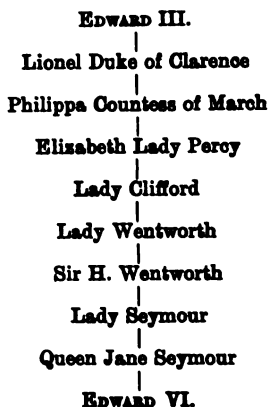 EDWARD III.
Lionel Duke of Clarence
Philippa Countess of March
Elizabeth Lady Percy
Lady Clifford
Lady Wentworth
Sir H. Wentworth
Lady Seymour
Queen Jane Seymour
EDWARD VI.